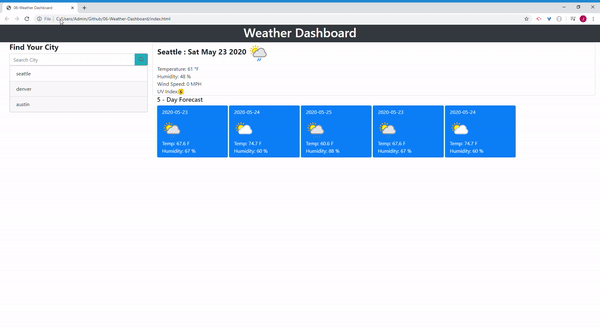 06-Weather Dashboard
File C:/Users/Admin/Github/06-Weather-Dashboard/index.html
Weather Dashboard
Find Your City
Search City
seattle
denver
austin
Seattle : Sat May 23 2020
Temperature: 61 °F
Humidity: 48 %
Wind Speed: 0 MPH
UV Index
5 - Day Forecast
2020-05-23
Temp: 67.6 F
Humidity: 67 %
2020-05-24
Temp: 74.7 F
Humidity: 60 %
2020-05-25
Temp: 60.6 F
Humidity: 88 %
2020-05-23
Temp: 67.6 F
Humidity: 67 %
2020-05-24
Temp: 74.7 F
Humidity: 60 %